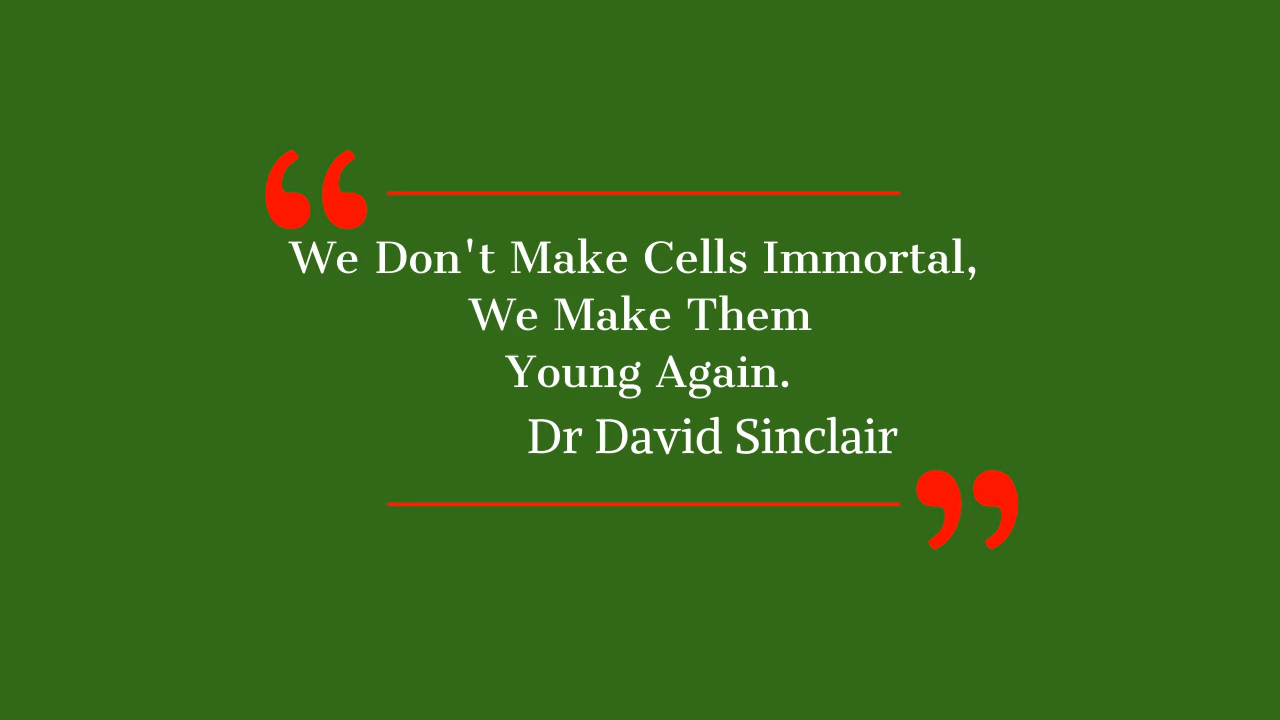 We Don't Make Cells Immortal,
We Make Them
Young Again.
Dr David Sinclair